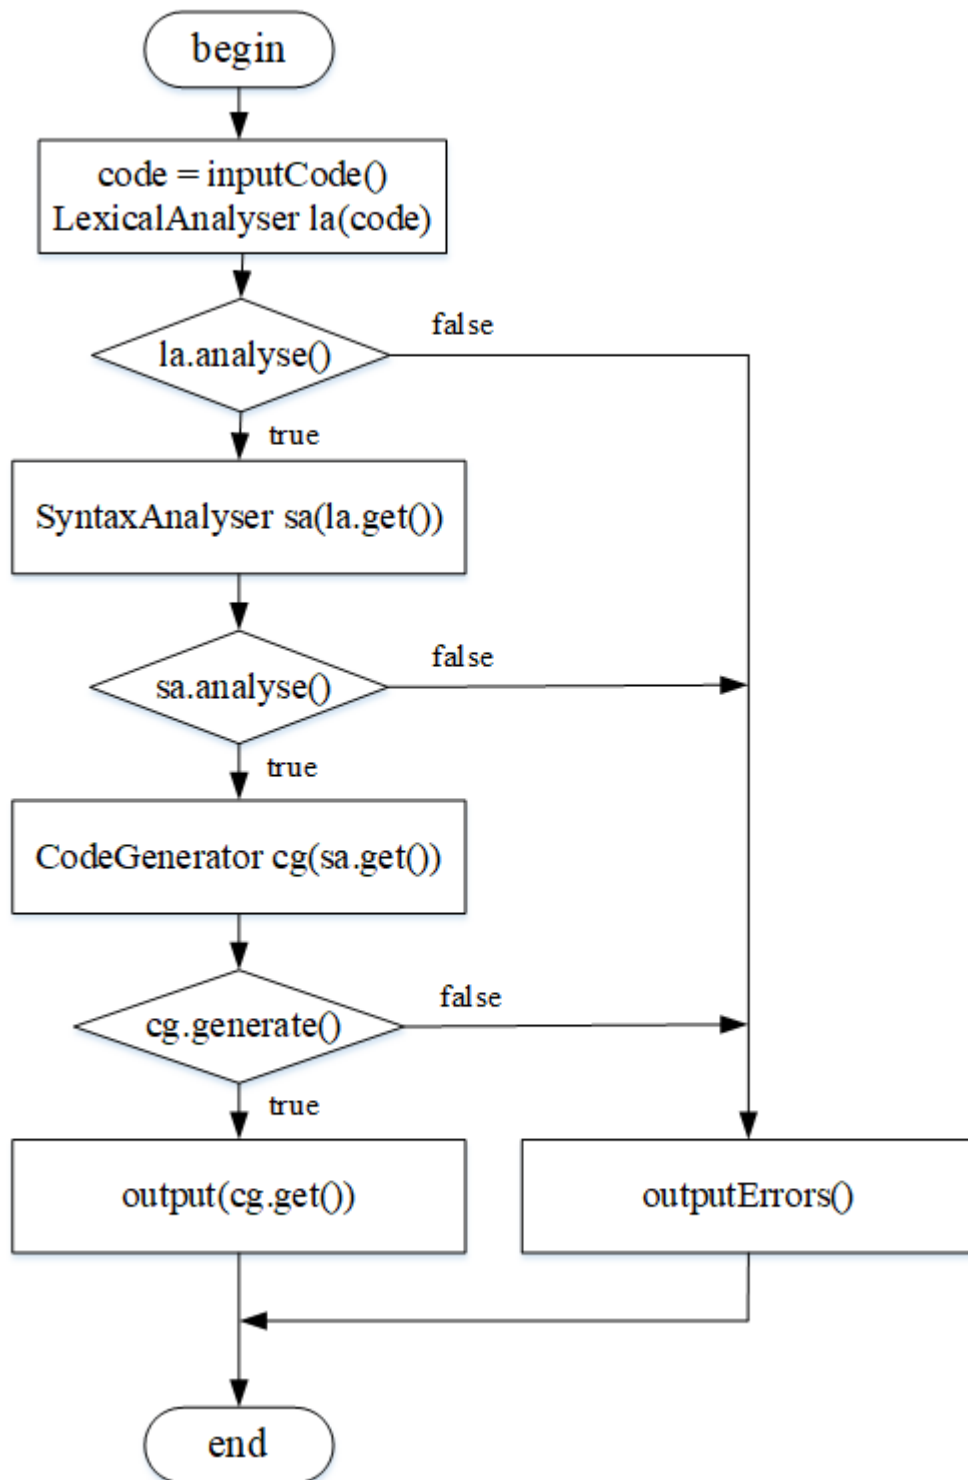 begin
code = inputCode()
LexicalAnalyser la(code)
false
la.analyse()
true
SyntaxAnalyser sa(la.get())
false
sa.analyse()
true
CodeGenerator cg(sa.get())
false
cg.generate()
true
output(cg.get())
outputErrors()
end